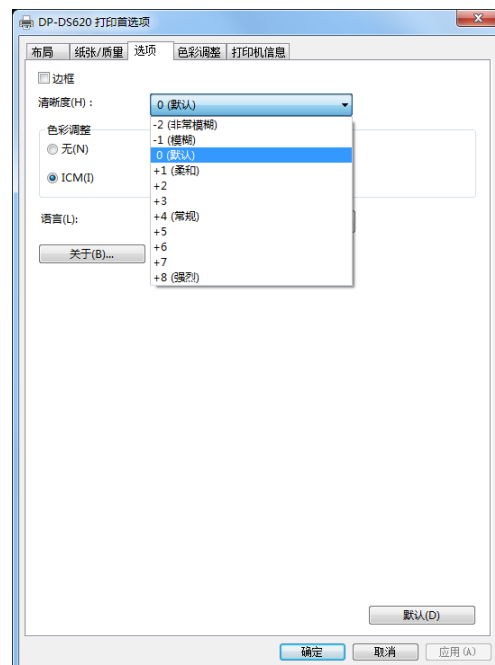 DP-DS620 打印首选项
布局 纸张/质量 选项 色彩调整 打印机信息
边框
清晰度(H)： 0 (默认)
-2 (非常模糊)
-1 (模糊)
0 (默认)
+1 (柔和)
+2
+3
+4 (常规)
+5
+6
+7
+8 (强烈)
色彩调整
无(N)
ICM(I)
语言(L):
关于(B)...
默认(D)
确定 取消 应用(A)